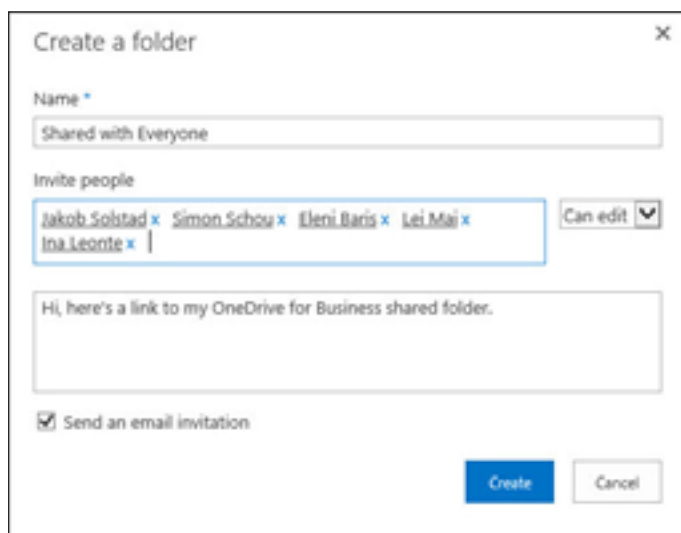 Create a folder
Name *
Shared with Everyone
Invite people
Jakob Solstad x Simon Schou x Eleni Baris x Lei Mai x
Can edit
Ina Leonte x
Hi, here's a link to my OneDrive for Business shared folder.
Send an email invitation
Create Cancel